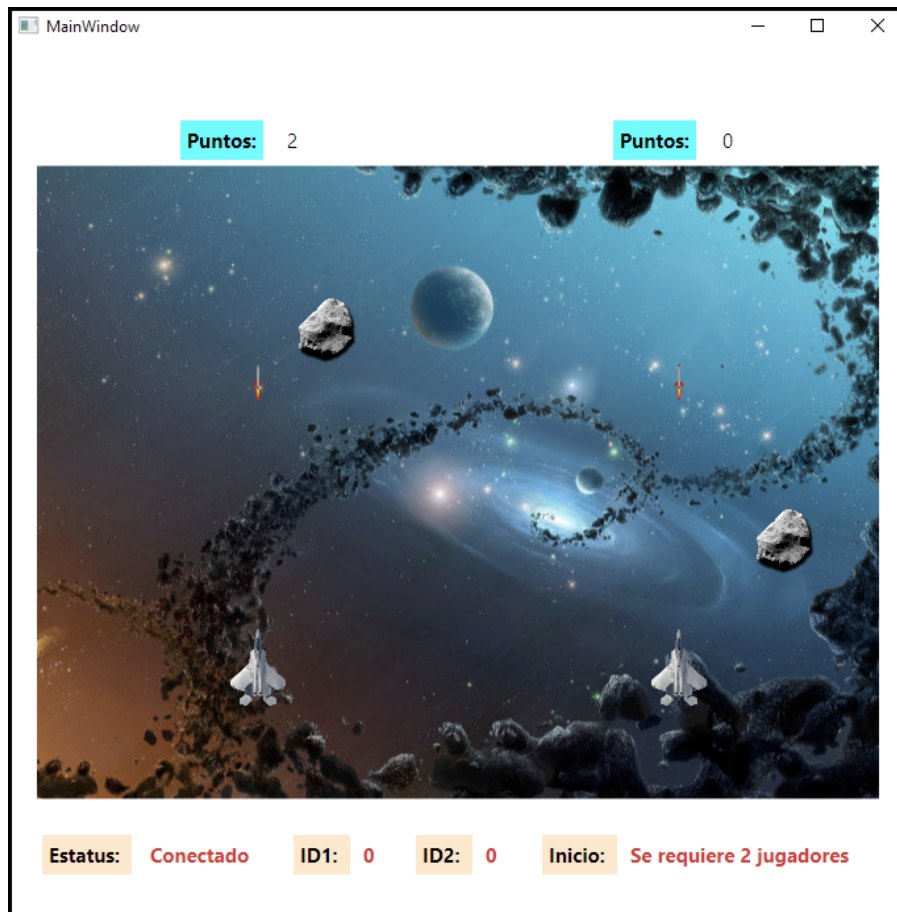 MainWindow
Puntos: 2 Puntos: 0
Estatus: Conectado ID1: 0 ID2: 0 Inicio: Se requiere 2 jugadores